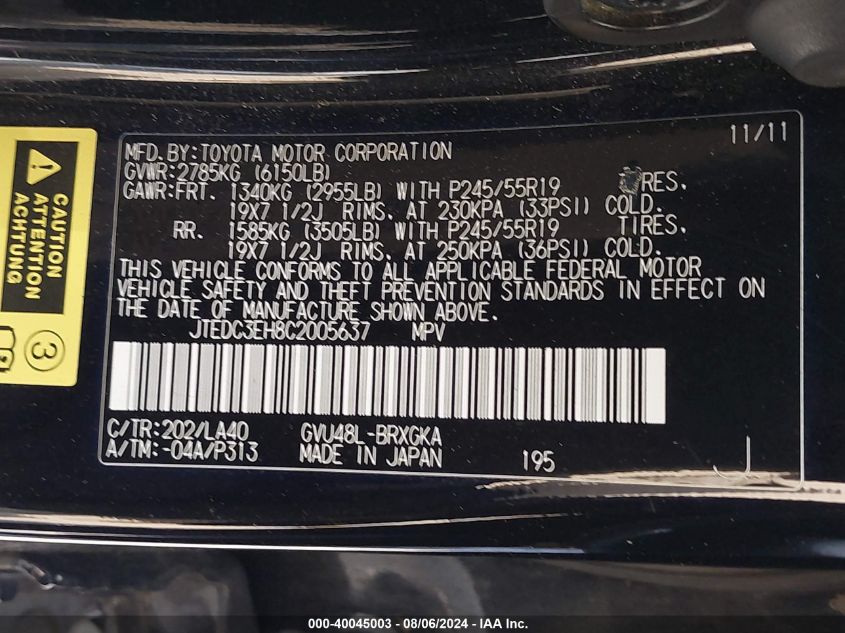 11/11
MFD.BY:TOYOTA MOTOR CORPORATION
GVWR:2785KG (6150LB)
GAWR:FRT. 1340KG (2955LB) WITH P245/55R19 TIRES.
19X7 1/2J RIMS. AT 230KPA (33PSI) COLD.
RR. 1585KG (3505LB) WITH P245/55R19 TIRES.
19X7 1/2J RIMS. AT 250KPA (36PSI) COLD.
THIS VEHICLE CONFORMS TO ALL APPLICABLE FEDERAL MOTOR
VEHICLE SAFETY AND THEFT PREVENTION STANDARDS IN EFFECT ON
THE DATE OF MANUFACTURE SHOWN ABOVE.
JTEDC3EH8C2005637 MPV
C/TR:202/LA40 GVU48L-BRXGKA
A/TM:-04A/P313 MADE IN JAPAN 195 J
CAUTION
ACHTUNG
3
000-40045003 - 08/06/2024 - IAA Inc.